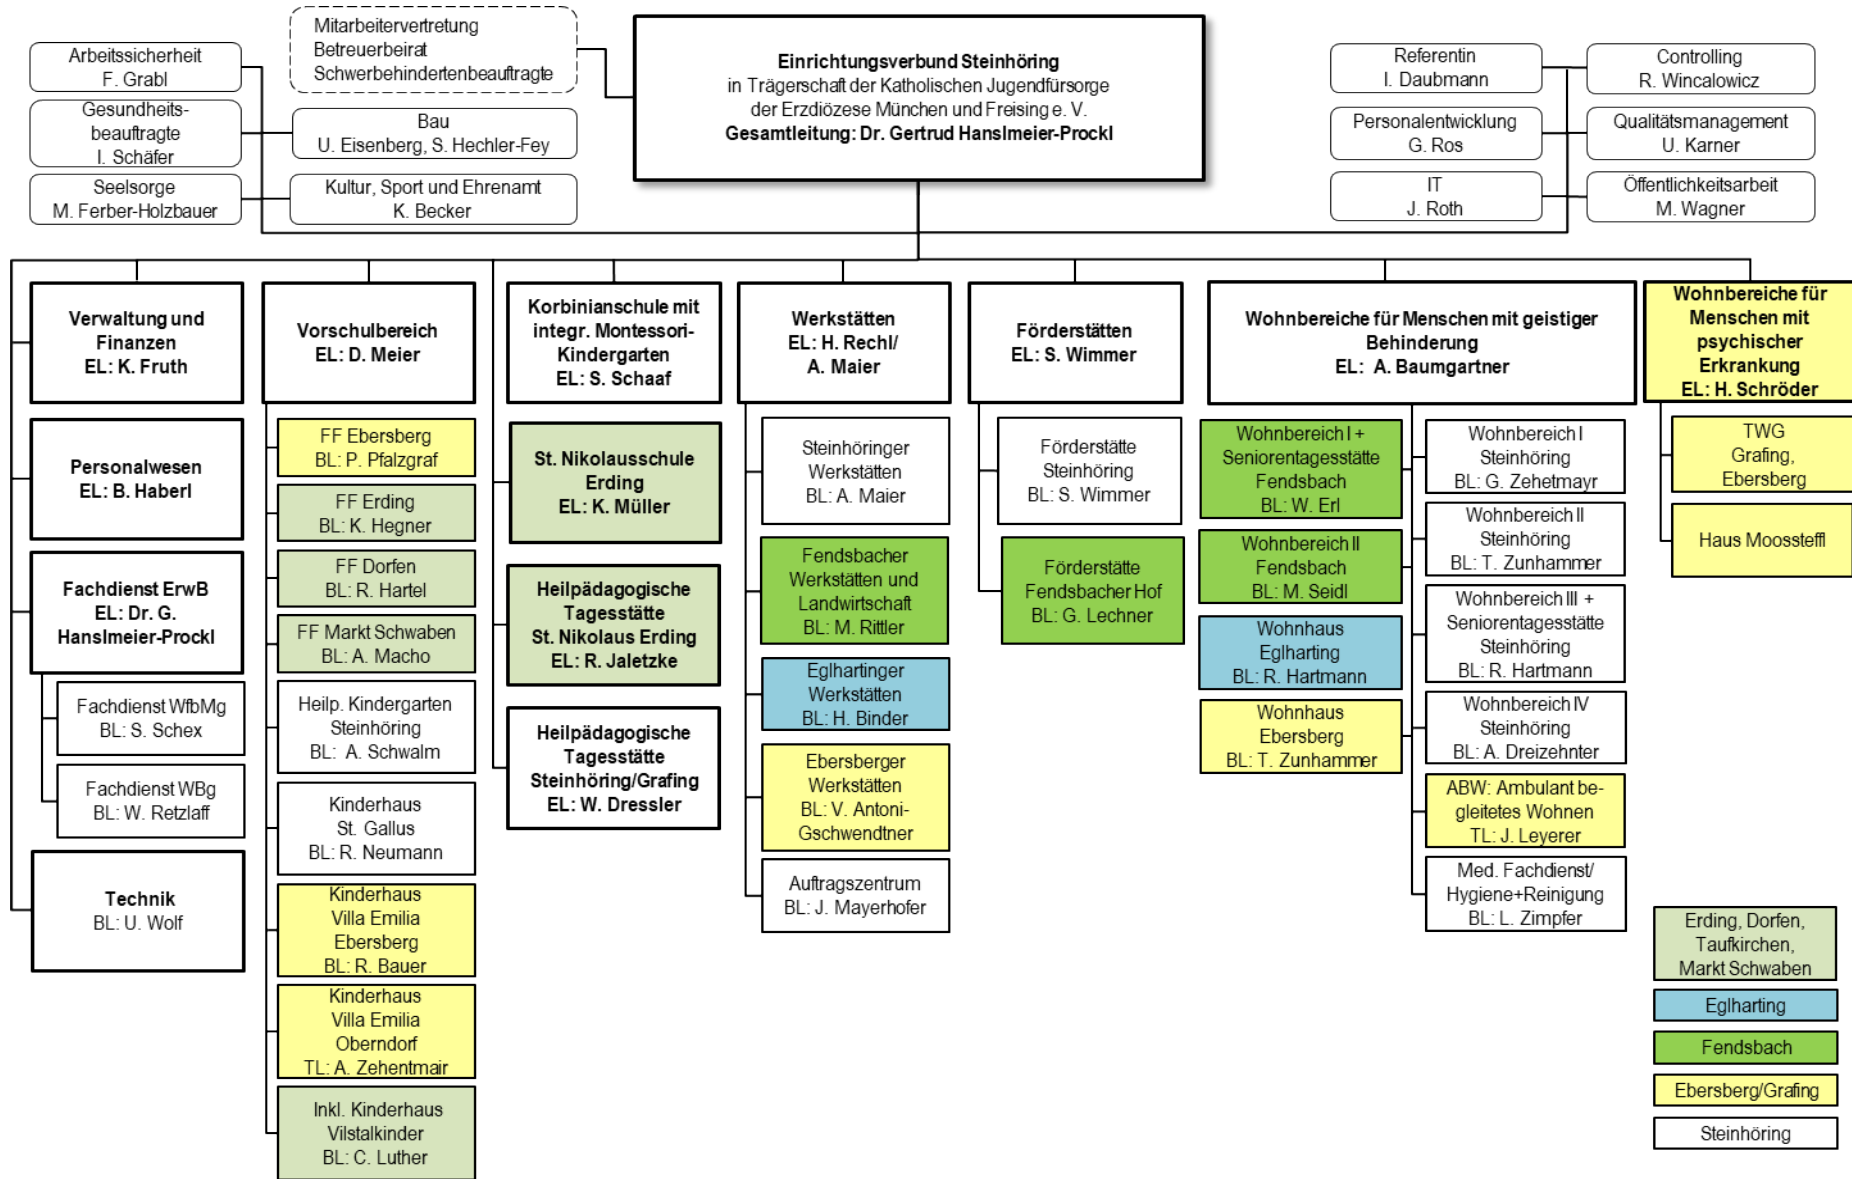 Mitarbeitervertretung
Betreuerbeirat
Schwerbehindertenbeauftragte
Arbeitssicherheit
F. Grabl
Gesundheits-
beauftragte
I. Schäfer
Bau
U. Eisenberg, S. Hechler-Fey
Seelsorge
M. Ferber-Holzbauer
Kultur, Sport und Ehrenamt
K. Becker
Einrichtungsverbund Steinhöring
in Trägerschaft der Katholischen Jugendfürsorge
der Erzdiözese München und Freising e. V.
Gesamtleitung: Dr. Gertrud Hanslmeier-Prockl
Referentin
I. Daubmann
Controlling
R. Wincalowicz
Personalentwicklung
G. Ros
Qualitätsmanagement
U. Karner
IT
J. Roth
Öffentlichkeitsarbeit
M. Wagner
Verwaltung und
Finanzen
EL: K. Fruth
Personalwesen
EL: B. Haberl
Fachdienst ErwB
EL: Dr. G.
Hanslmeier-Prockl
Fachdienst WfbMg
BL: S. Schex
Fachdienst WBg
BL: W. Retzlaff
Technik
BL: U. Wolf
Vorschulbereich
EL: D. Meier
FF Ebersberg
BL: P. Pfalzgraf
FF Erding
BL: K. Hegner
FF Dorfen
BL: R. Hartel
FF Markt Schwaben
BL: A. Macho
Heilp. Kindergarten
Steinhöring
BL: A. Schwalm
Kinderhaus
St. Gallus
BL: R. Neumann
Kinderhaus
Villa Emilia
Ebersberg
BL: R. Bauer
Kinderhaus
Villa Emilia
Oberndorf
TL: A. Zehentmair
Inkl. Kinderhaus
Vilstalkinder
BL: C. Luther
Korbinianschule mit
integr. Montessori-
Kindergarten
EL: S. Schaaf
St. Nikolausschule
Erding
EL: K. Müller
Heilpädagogische
Tagesstätte
St. Nikolaus Erding
EL: R. Jaletzke
Heilpädagogische
Tagesstätte
Steinhöring/Grafing
EL: W. Dressler
Werkstätten
EL: H. Rechl/
A. Maier
Steinhöringer
Werkstätten
BL: A. Maier
Fendsbacher
Werkstätten und
Landwirtschaft
BL: M. Rittler
Eglhartinger
Werkstätten
BL: H. Binder
Ebersberger
Werkstätten
BL: V. Antoni-
Gschwendtner
Auftragszentrum
BL: J. Mayerhofer
Förderstätten
EL: S. Wimmer
Förderstätte
Steinhöring
BL: S. Wimmer
Förderstätte
Fendsbacher Hof
BL: G. Lechner
Wohnbereiche für Menschen mit geistiger
Behinderung
EL: A. Baumgartner
Wohnbereich I +
Seniorentagesstätte
Fendsbach
BL: W. Erl
Wohnbereich II
Fendsbach
BL: M. Seidl
Wohnhaus
Eglharting
BL: R. Hartmann
Wohnhaus
Ebersberg
BL: T. Zunhammer
Wohnbereich I
Steinhöring
BL: G. Zehetmayr
Wohnbereich II
Steinhöring
BL: T. Zunhammer
Wohnbereich III +
Seniorentagesstätte
Steinhöring
BL: R. Hartmann
Wohnbereich IV
Steinhöring
BL: A. Dreizehnter
ABW: Ambulant be-
gleitetes Wohnen
TL: J. Leyerer
Med. Fachdienst/
Hygiene+Reinigung
BL: L. Zimpfer
Wohnbereiche für
Menschen mit
psychischer
Erkrankung
EL: H. Schröder
TWG
Grafing,
Ebersberg
Haus Moossteffl
Erding, Dorfen,
Taufkirchen,
Markt Schwaben
Eglharting
Fendsbach
Ebersberg/Grafing
Steinhöring